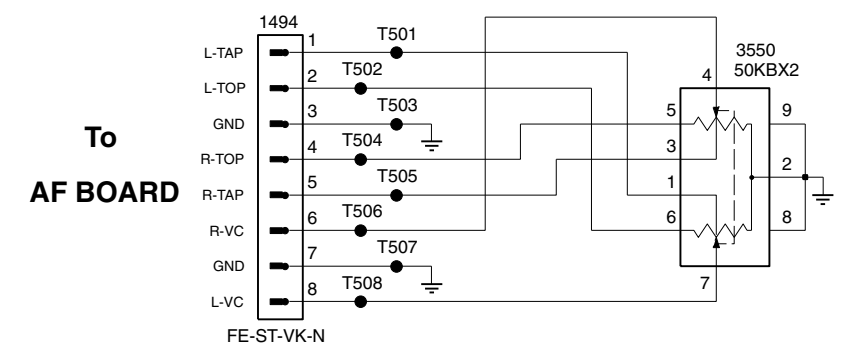 1494
T501
L-TAP
1
3550
T502
50KBX2
L-TOP
2
4
T503
GND
3
5
9
To
T504
R-TOP
4
3
T505
2
AF BOARD
R-TAP
5
1
T506
R-VC
6
6
8
T507
GND
7
T508
7
L-VC
8
FE-ST-VK-N